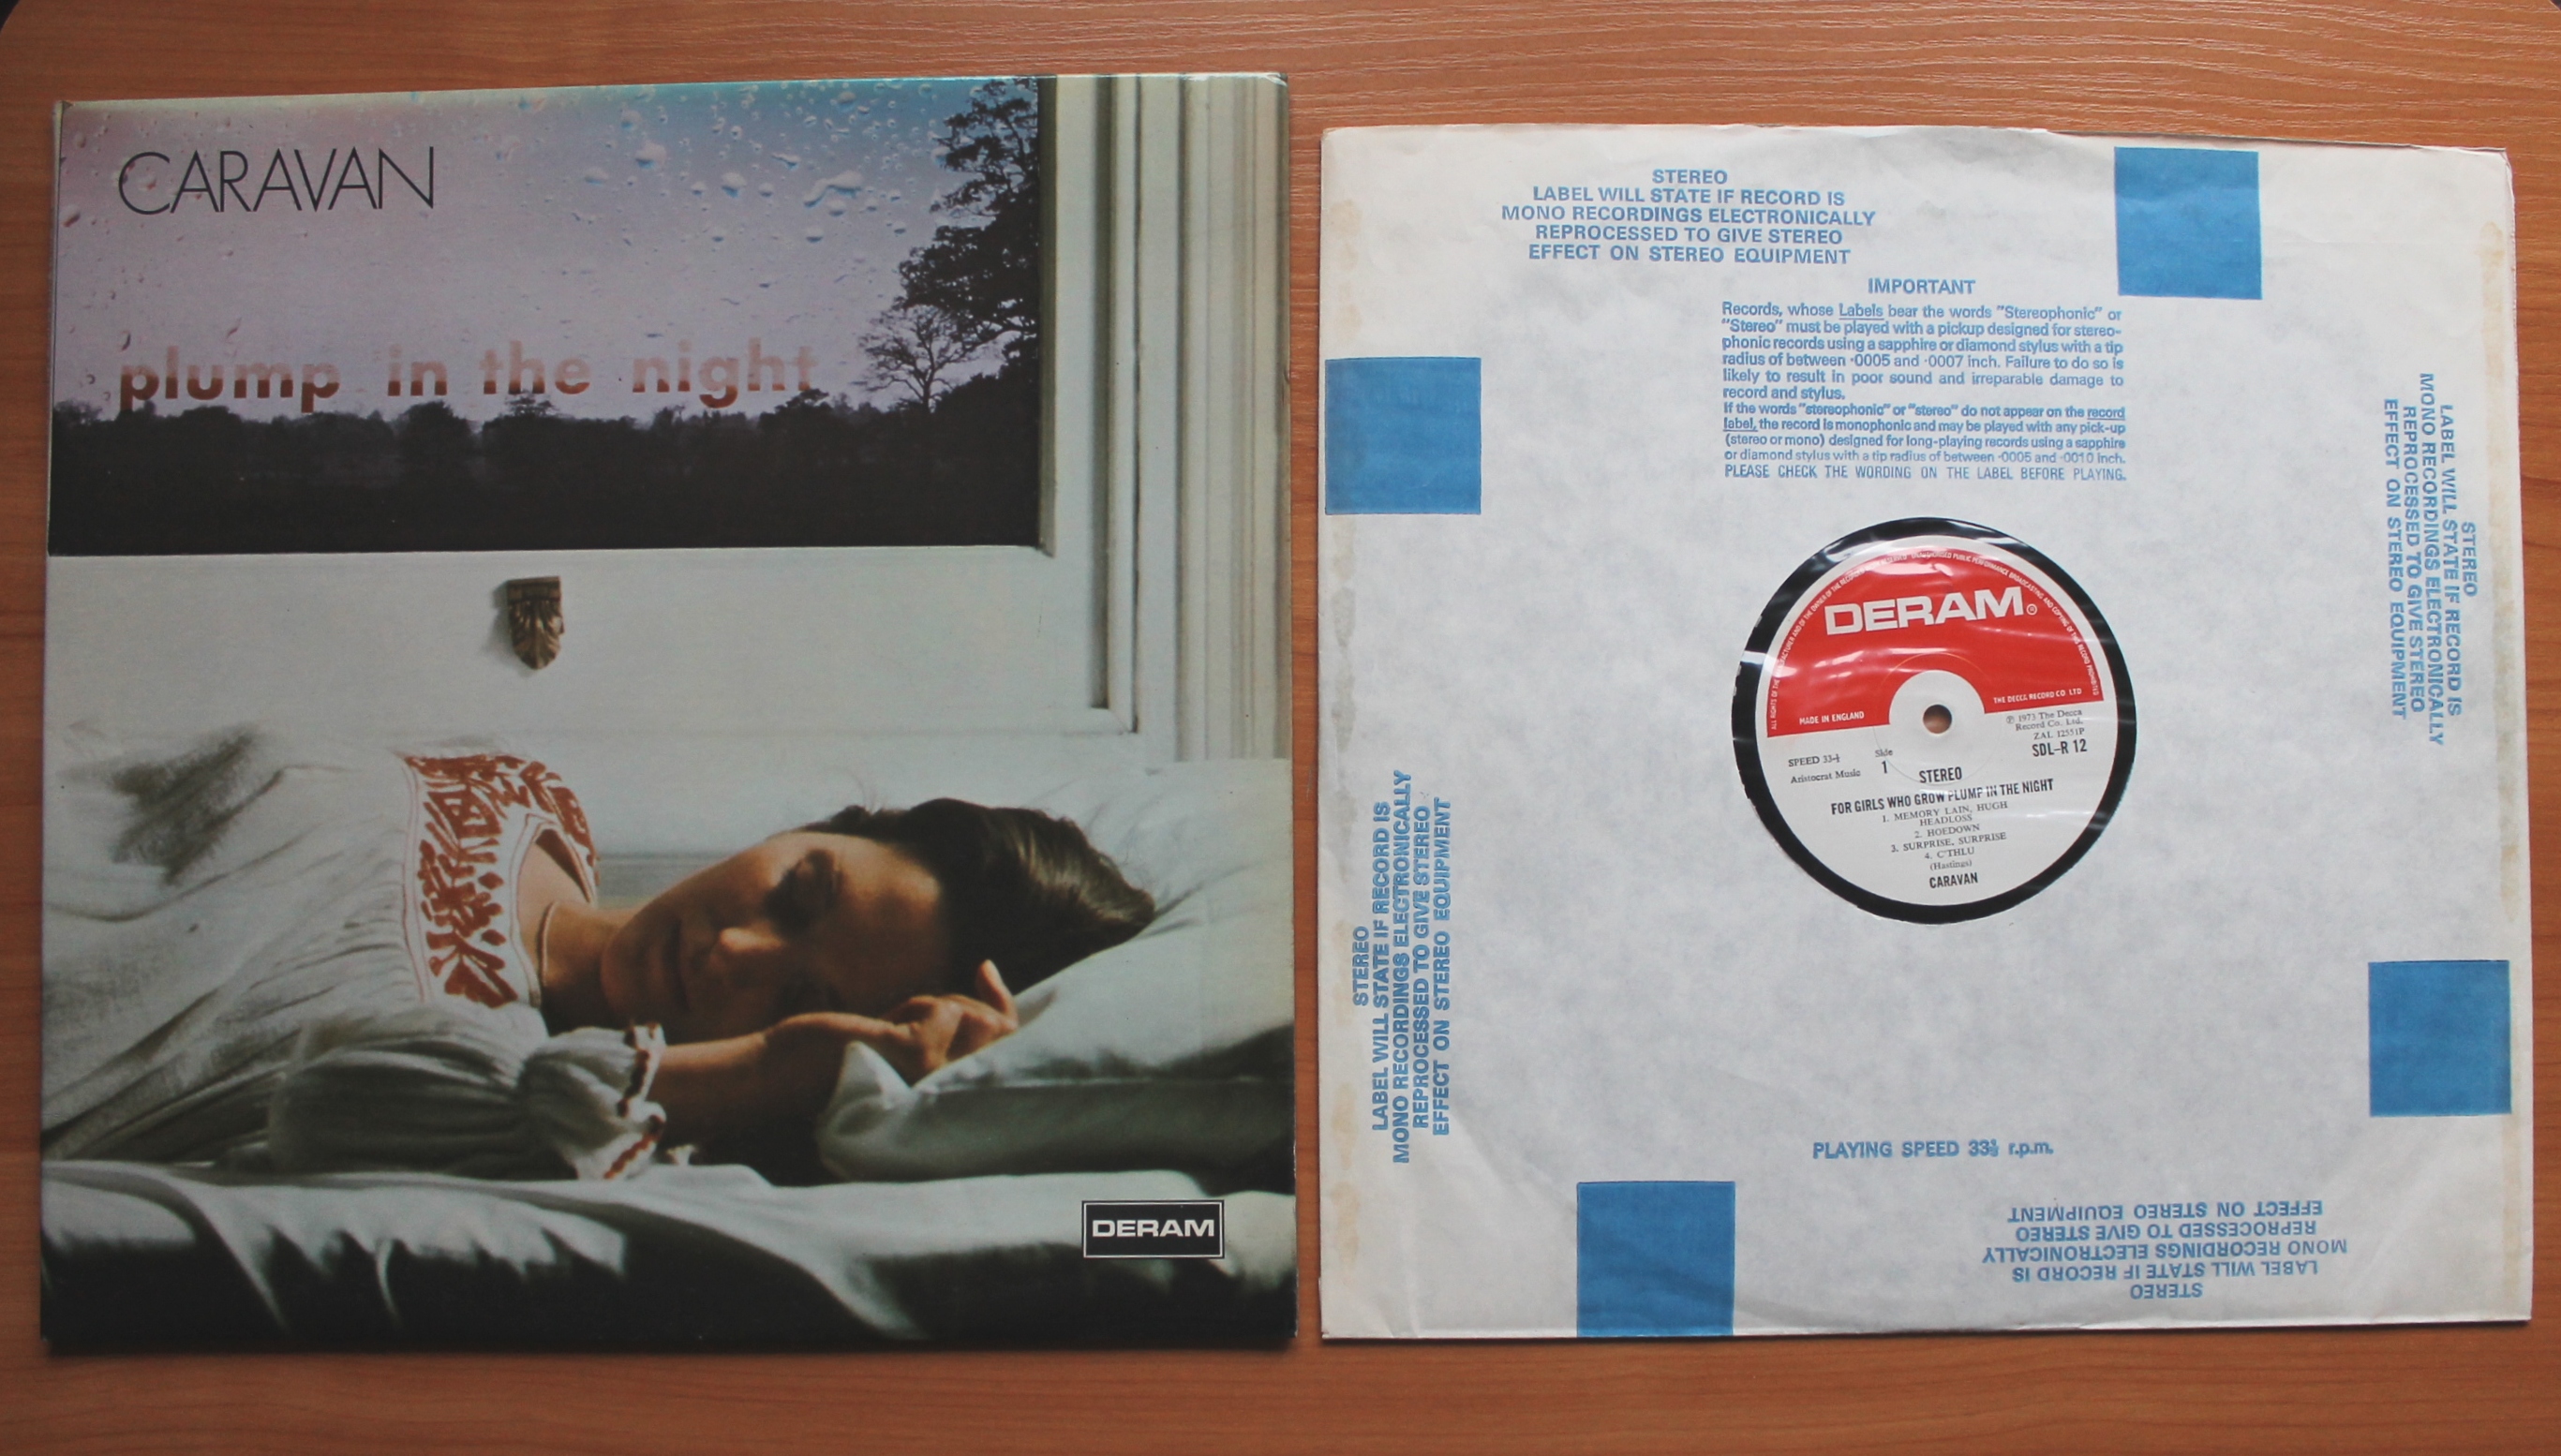 CARAVAN
plump in the night
DERAM
STEREO
LABEL WILL STATE IF RECORD IS
MONO RECORDINGS ELECTRONICALLY
REPROCESSED TO GIVE STEREO
EFFECT ON STEREO EQUIPMENT
IMPORTANT
Records, whose Labels bear the words "Stereophonic" or
"Stereo" must be played with a pickup designed for stereo-
phonic records using a sapphire or diamond stylus with a tip
radius of between ·0005 and ·0007 inch. Failure to do so is
likely to result in poor sound and irreparable damage to
record and stylus.
If the words "stereophonic" or "stereo" do not appear on the record
label, the record is monophonic and may be played with any pick-up
(stereo or mono) designed for long-playing records using a sapphire
or diamond stylus with a tip radius of between ·0005 and ·0010 inch.
PLEASE CHECK THE WORDING ON THE LABEL BEFORE PLAYING.
DERAM
MADE IN ENGLAND
THE DECCA RECORD CO. LTD
℗ 1973 The Decca
Record Co. Ltd.
ZAL 12551P
SDL-R 12
SPEED 33⅓
Side
1
Aristocrat Music
STEREO
FOR GIRLS WHO GROW PLUMP IN THE NIGHT
1. MEMORY LAIN, HUGH
HEADLOSS
2. HOEDOWN
3. SURPRISE, SURPRISE
4. C'THLU
(Hastings)
CARAVAN
STEREO
LABEL WILL STATE IF RECORD IS
MONO RECORDINGS ELECTRONICALLY
REPROCESSED TO GIVE STEREO
EFFECT ON STEREO EQUIPMENT
STEREO
LABEL WILL STATE IF RECORD IS
MONO RECORDINGS ELECTRONICALLY
REPROCESSED TO GIVE STEREO
EFFECT ON STEREO EQUIPMENT
PLAYING SPEED 33⅓ r.p.m.
STEREO
LABEL WILL STATE IF RECORD IS
MONO RECORDINGS ELECTRONICALLY
REPROCESSED TO GIVE STEREO
EFFECT ON STEREO EQUIPMENT